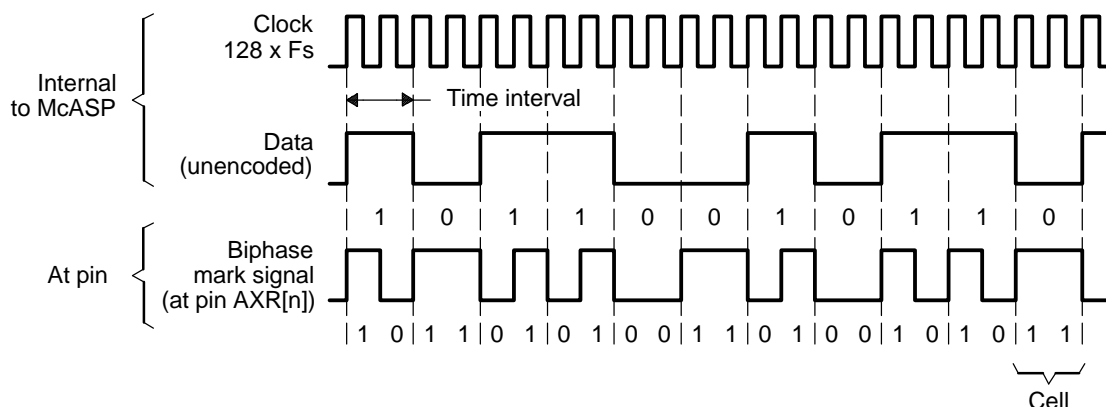 Clock
128 x Fs
Internal
to McASP
Time interval
Data
(unencoded)
1 0 1 1 0 0 1 0 1 1 0
Biphase
mark signal
(at pin AXR[n])
At pin
1 0 1 1 0 1 0 1 0 0 1 1 0 1 0 0 1 0 1 0 1 1
Cell